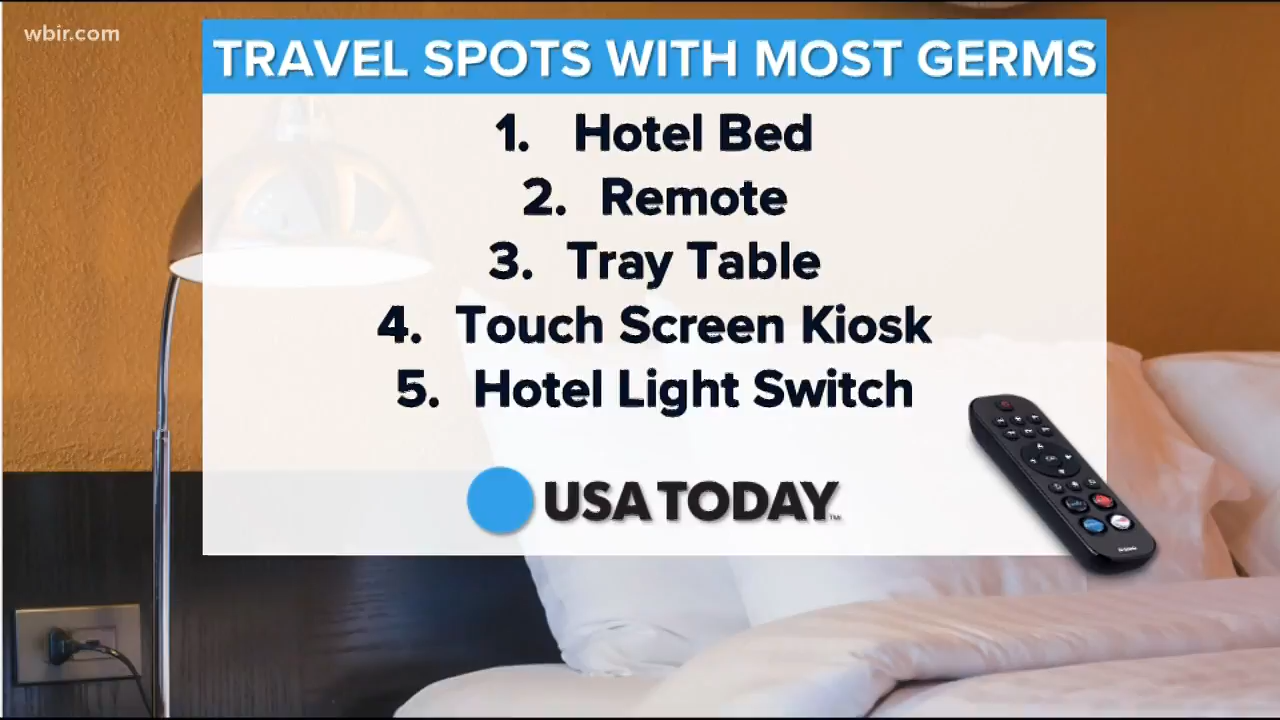 wbir.com
TRAVEL SPOTS WITH MOST GERMS
1. Hotel Bed
2. Remote
3. Tray Table
4. Touch Screen Kiosk
5. Hotel Light Switch
USA TODAY™